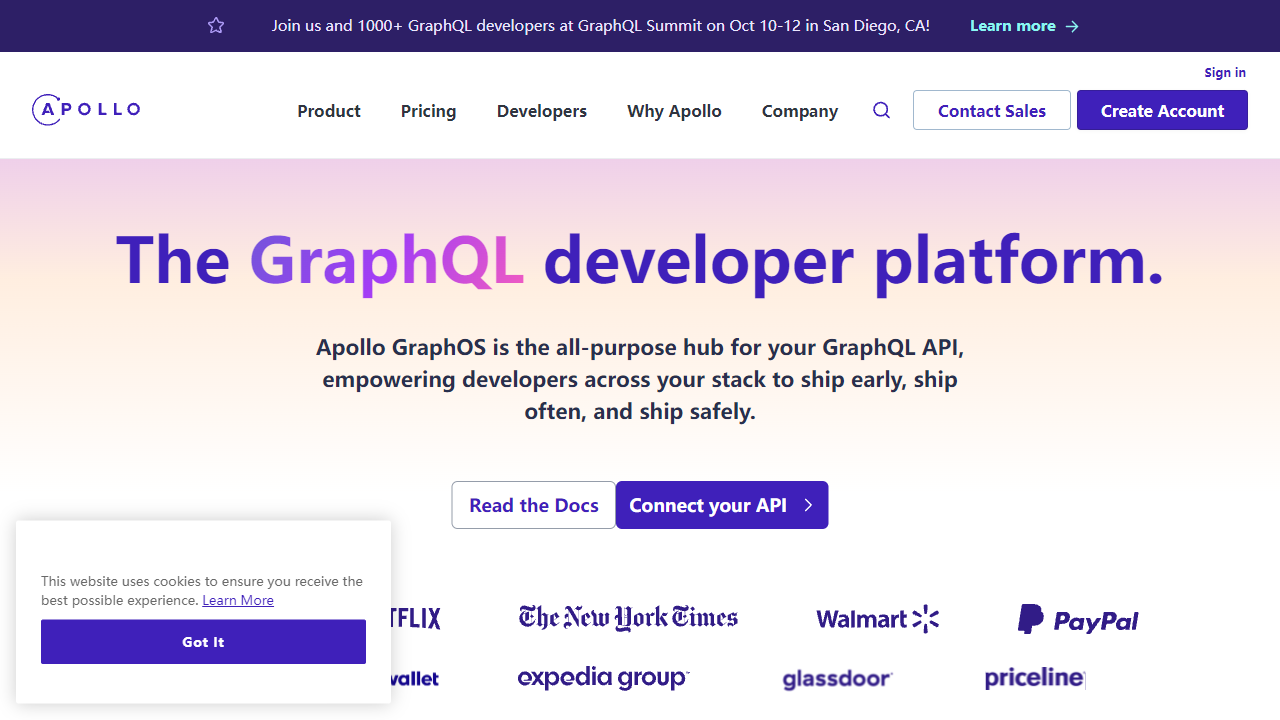 Join us and 1000+ GraphQL developers at GraphQL Summit on Oct 10-12 in San Diego, CA! Learn more →
Sign in
APOLLO
Product Pricing Developers Why Apollo Company Contact Sales Create Account
The GraphQL developer platform.
Apollo GraphOS is the all-purpose hub for your GraphQL API,
empowering developers across your stack to ship early, ship
often, and ship safely.
Read the Docs Connect your API
This website uses cookies to ensure you receive the
best possible experience. Learn More
Got It
TFLIX The New York Times Walmart PayPal
wallet expedia group™ glassdoor priceline